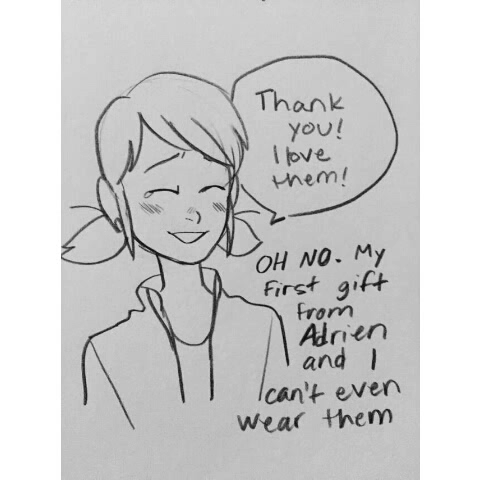 Thank
you!
I love
them!
OH NO. My
first gift
from
Adrien
and I
can't even
wear them